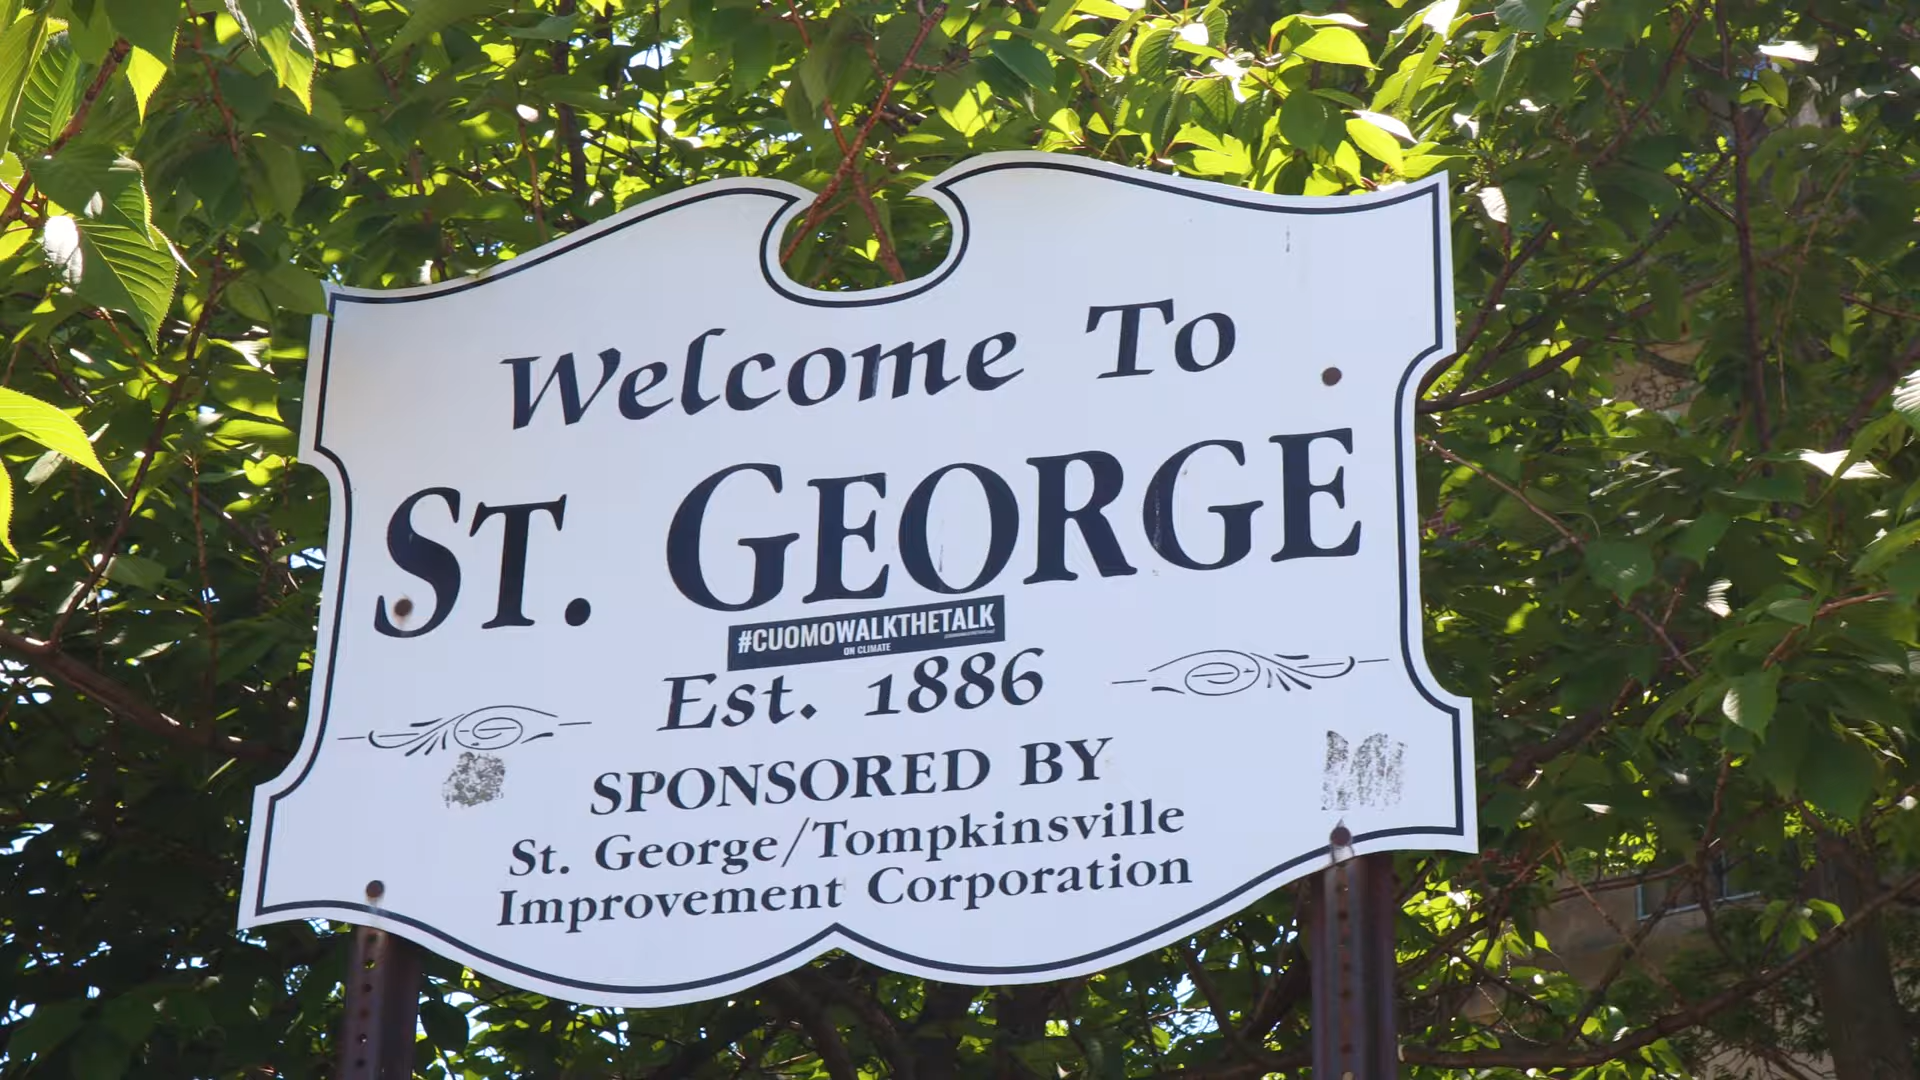 Welcome To
ST. GEORGE
#CUOMOWALKTHETALK
ON CLIMATE
Est. 1886
SPONSORED BY
St. George/Tompkinsville
Improvement Corporation